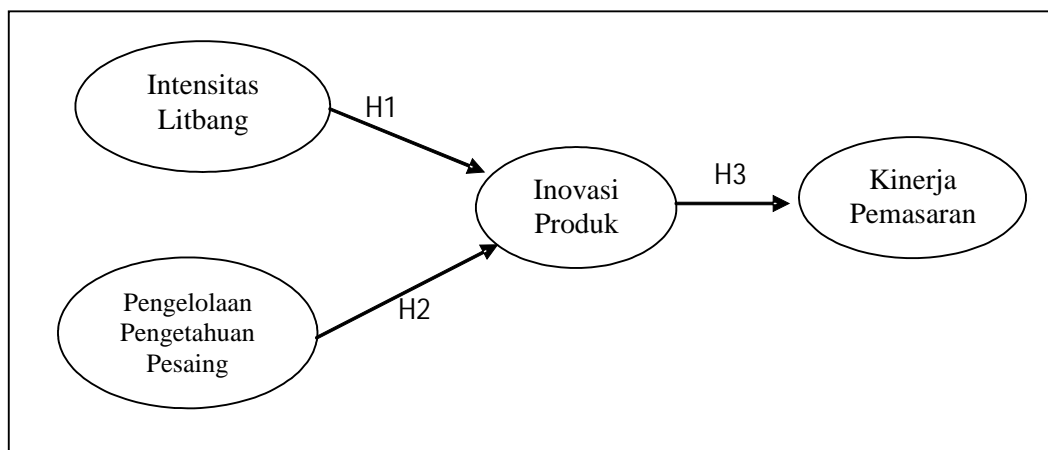 Intensitas
Litbang
H1
Inovasi
Produk
H3
Kinerja
Pemasaran
Pengelolaan
Pengetahuan
Pesaing
H2